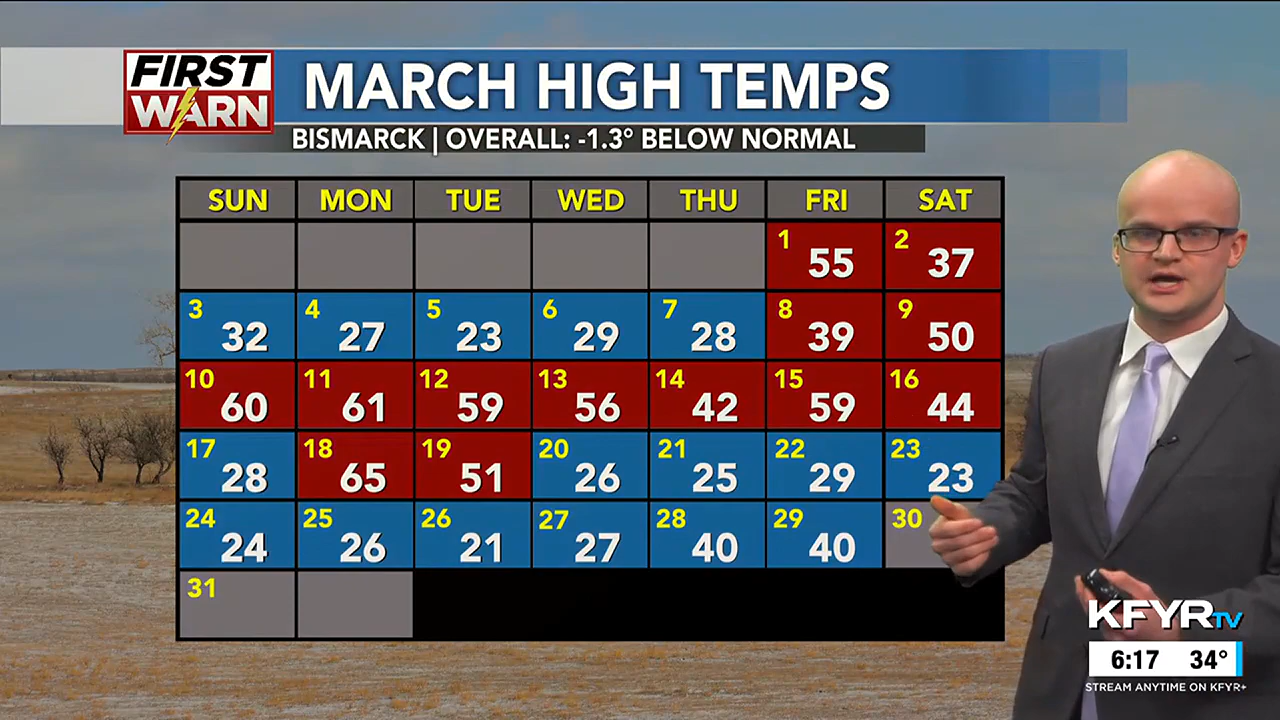 FIRST
WARN
MARCH HIGH TEMPS
BISMARCK | OVERALL: -1.3° BELOW NORMAL
SUN MON TUE WED THU FRI SAT
1 2
55 37
3 4 5 6 7 8 9
32 27 23 29 28 39 50
10 11 12 13 14 15 16
60 61 59 56 42 59 44
17 18 19 20 21 22 23
28 65 51 26 25 29 23
24 25 26 27 28 29 30
24 26 21 27 40 40
31
KFYR TV
6:17 34°
STREAM ANYTIME ON KFYR+